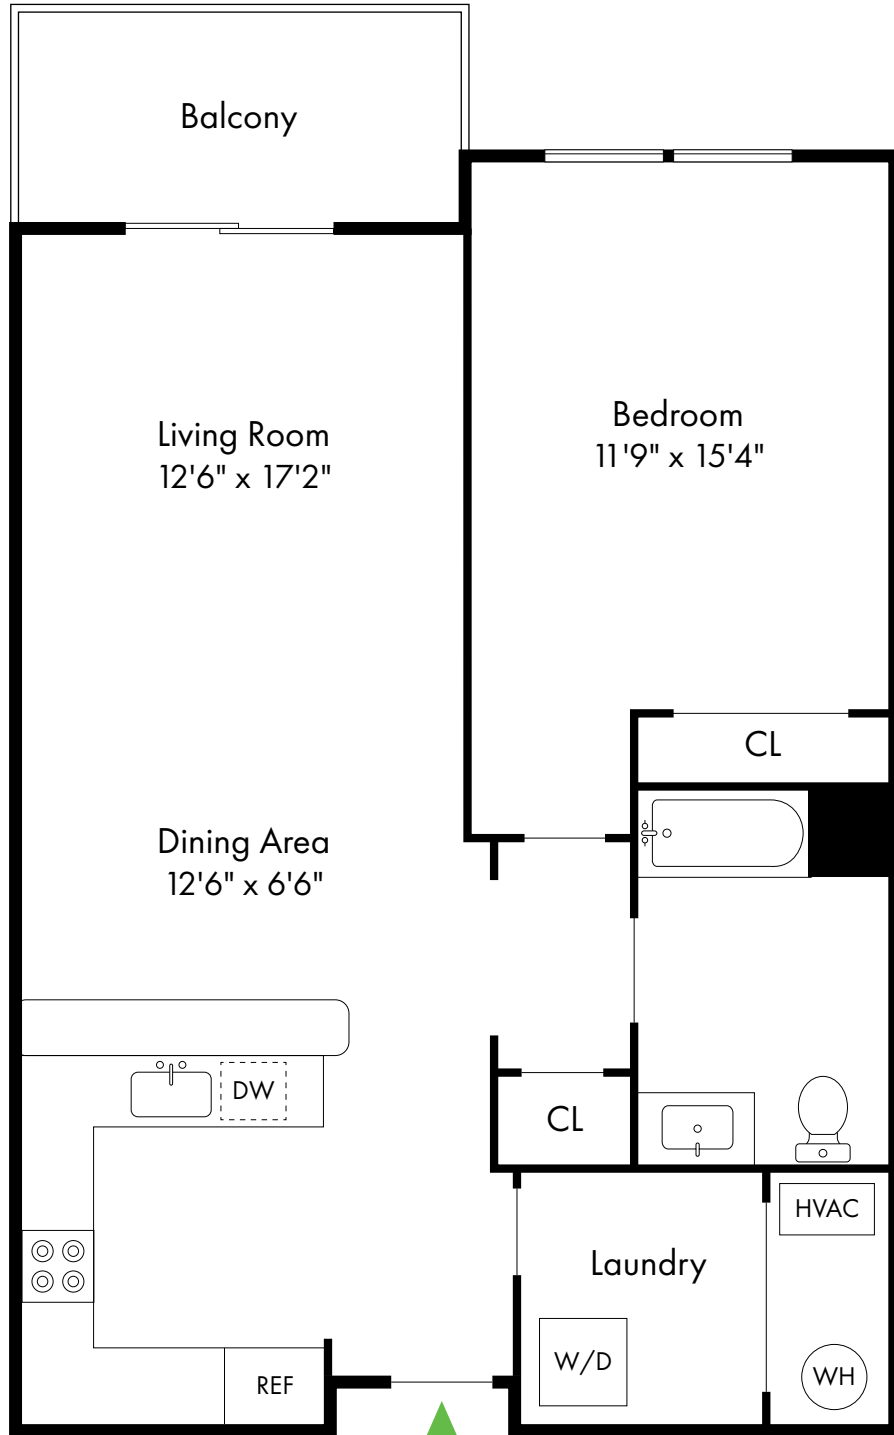 Balcony
Living Room
12'6" x 17'2"
Bedroom
11'9" x 15'4"
CL
Dining Area
12'6" x 6'6"
DW
CL
HVAC
Laundry
W/D
WH
REF